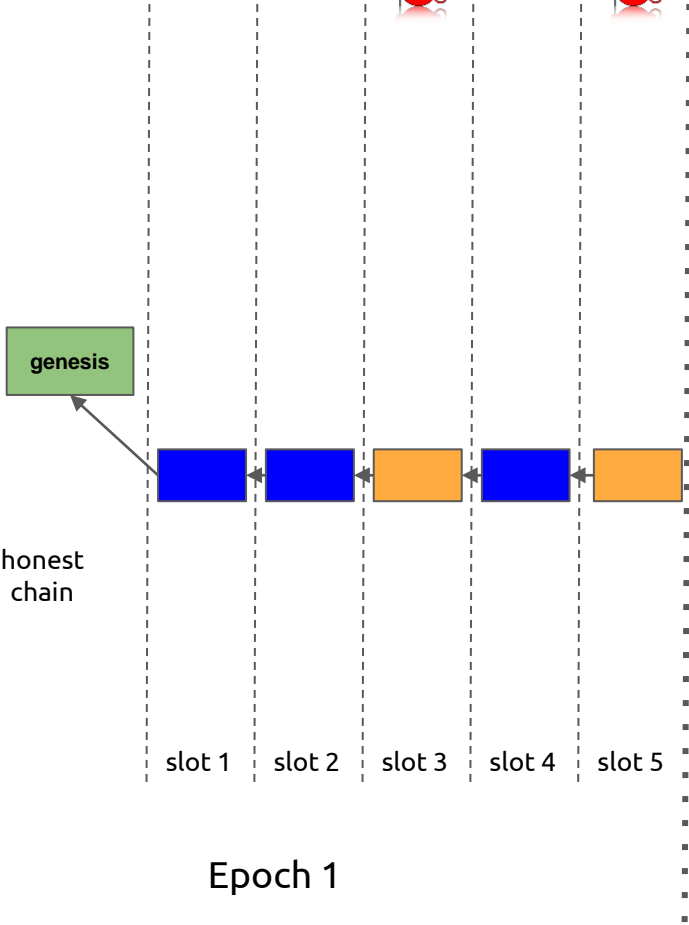 genesis
honest
chain
slot 1
slot 2
slot 3
slot 4
slot 5
Epoch 1